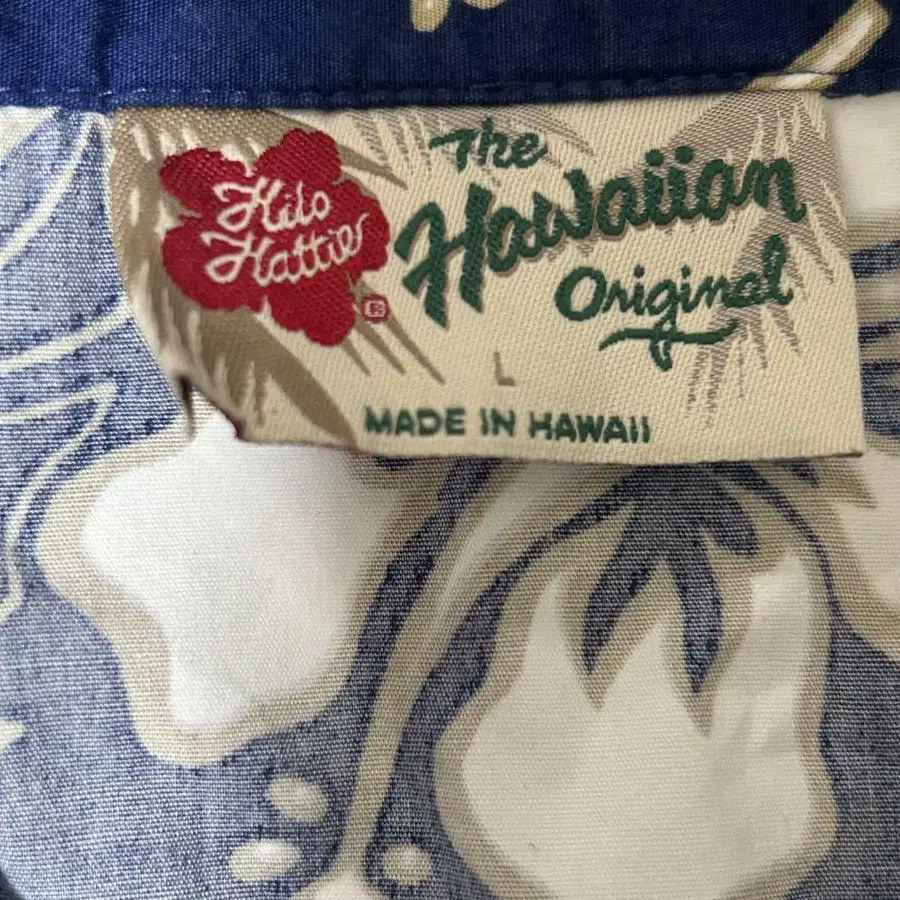 Hilo
Hattie
®
The
Hawaiian
Original
L
MADE IN HAWAII